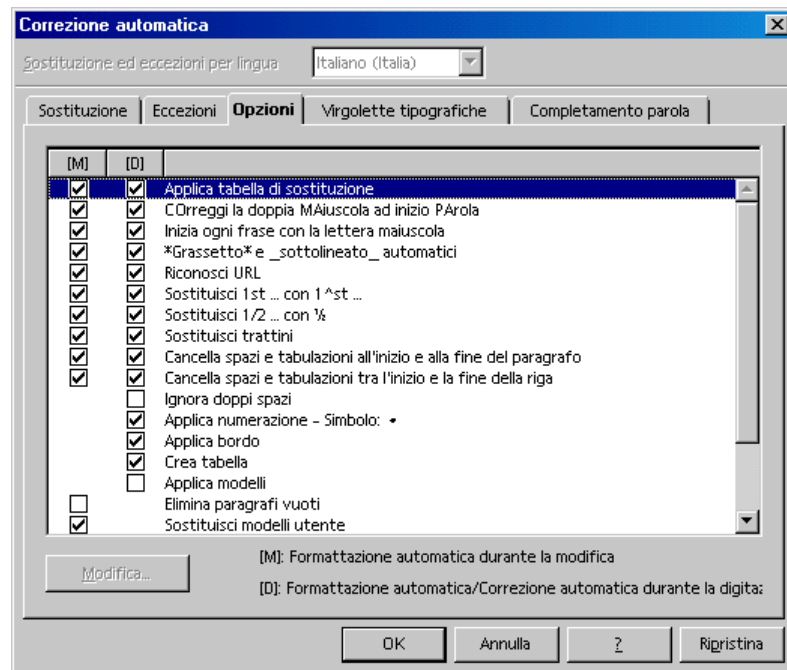 Correzione automatica
Sostituzione ed eccezioni per lingua Italiano (Italia)
Sostituzione Eccezioni Opzioni Virgolette tipografiche Completamento parola
[M] [D]
Applica tabella di sostituzione
COrreggi la doppia MAiuscola ad inizio PArola
Inizia ogni frase con la lettera maiuscola
*Grassetto* e _sottolineato_ automatici
Riconosci URL
Sostituisci 1st ... con 1^st ...
Sostituisci 1/2 ... con ½
Sostituisci trattini
Cancella spazi e tabulazioni all'inizio e alla fine del paragrafo
Cancella spazi e tabulazioni tra l'inizio e la fine della riga
Ignora doppi spazi
Applica numerazione - Simbolo: •
Applica bordo
Crea tabella
Applica modelli
Elimina paragrafi vuoti
Sostituisci modelli utente
Modifica...
[M]: Formattazione automatica durante la modifica
[D]: Formattazione automatica/Correzione automatica durante la digitaz
OK Annulla ? Ripristina